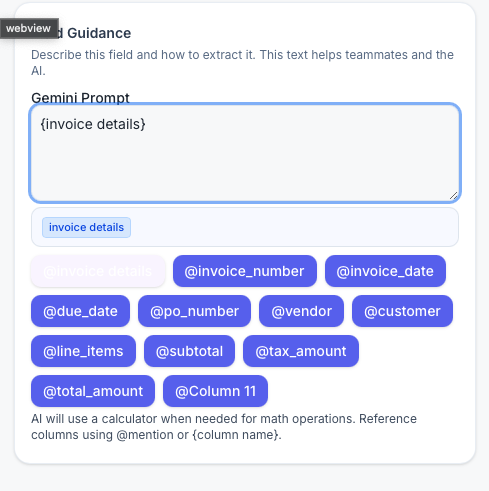 webview
d Guidance
Describe this field and how to extract it. This text helps teammates and the
AI.
Gemini Prompt
{invoice details}
invoice details
@invoice details @invoice_number @invoice_date
@due_date @po_number @vendor @customer
@line_items @subtotal @tax_amount
@total_amount @Column 11
AI will use a calculator when needed for math operations. Reference
columns using @mention or {column name}.